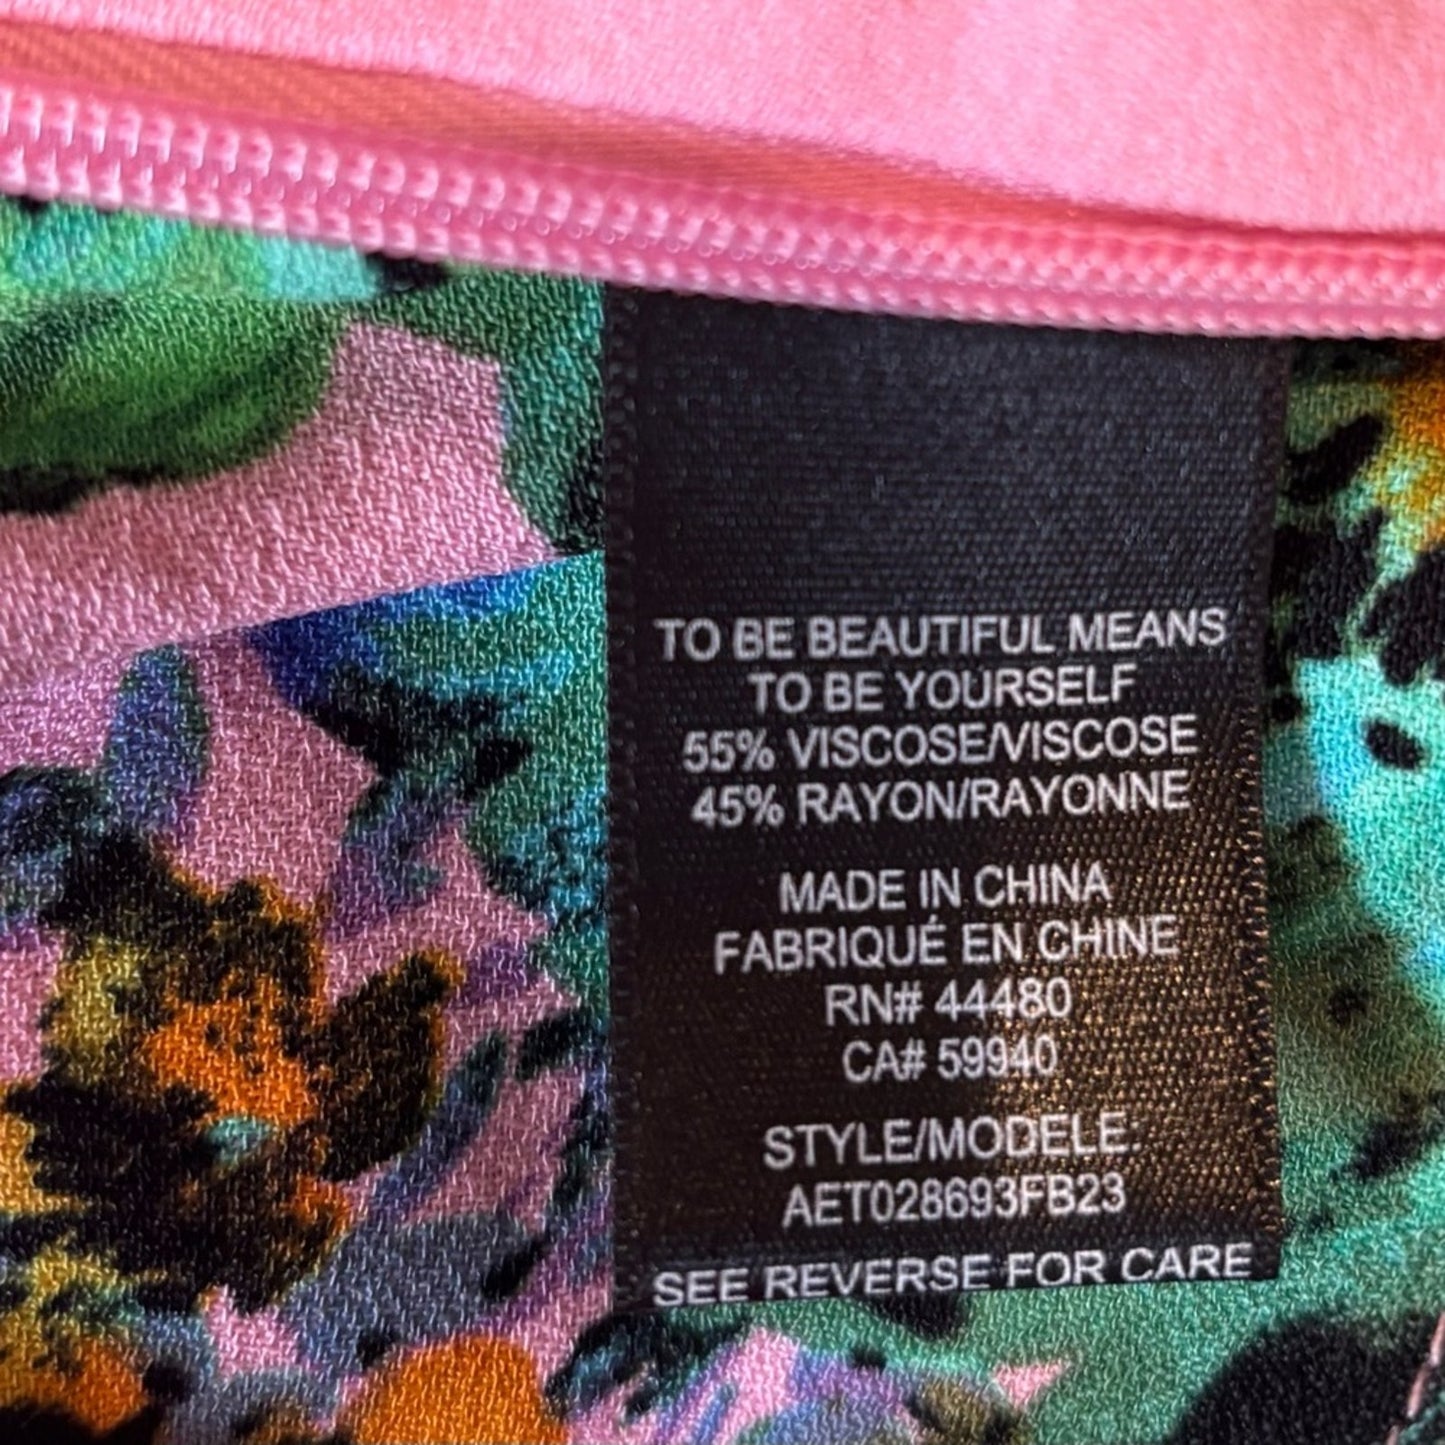 TO BE BEAUTIFUL MEANS
TO BE YOURSELF
55% VISCOSE/VISCOSE
45% RAYON/RAYONNE
MADE IN CHINA
FABRIQUÉ EN CHINE
RN# 44480
CA# 59940
STYLE/MODELE
AET028693FB23
SEE REVERSE FOR CARE